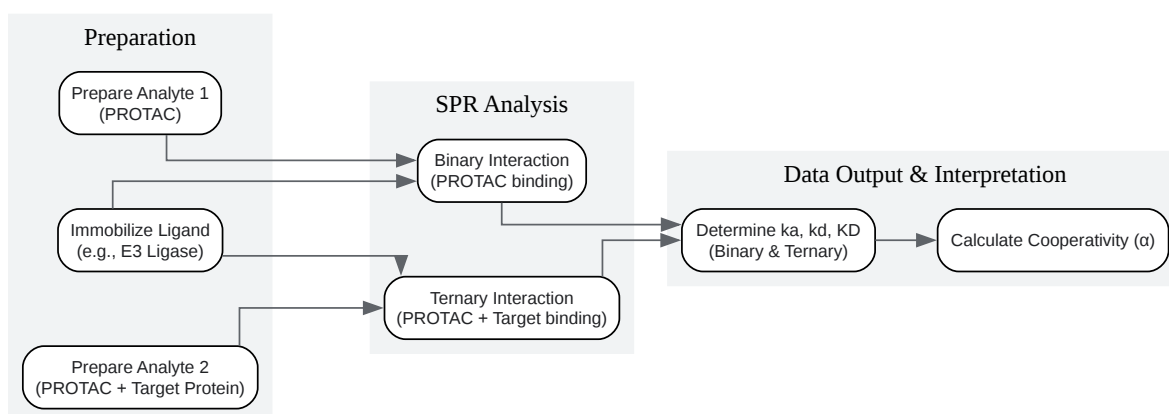 Preparation
Prepare Analyte 1
(PROTAC)
Immobilize Ligand
(e.g., E3 Ligase)
Prepare Analyte 2
(PROTAC + Target Protein)
SPR Analysis
Binary Interaction
(PROTAC binding)
Ternary Interaction
(PROTAC + Target binding)
Data Output & Interpretation
Determine ka, kd, KD
(Binary & Ternary)
Calculate Cooperativity (α)